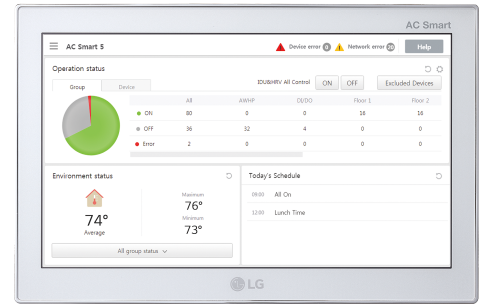 AC Smart
AC Smart 5
Device error 0
Network error 20
Help
Operation status
Group
Device
IDU&HRV All Control
ON
OFF
Excluded Devices
All AWHP DI/DO Floor 1 Floor 2
ON 80 0 0 16 16
OFF 36 32 4 0 0
Error 2 0 0 0 0
Environment status
74°
Average
Maximum
76°
Minimum
73°
All group status
Today's Schedule
09:00 All On
12:00 Lunch Time
LG